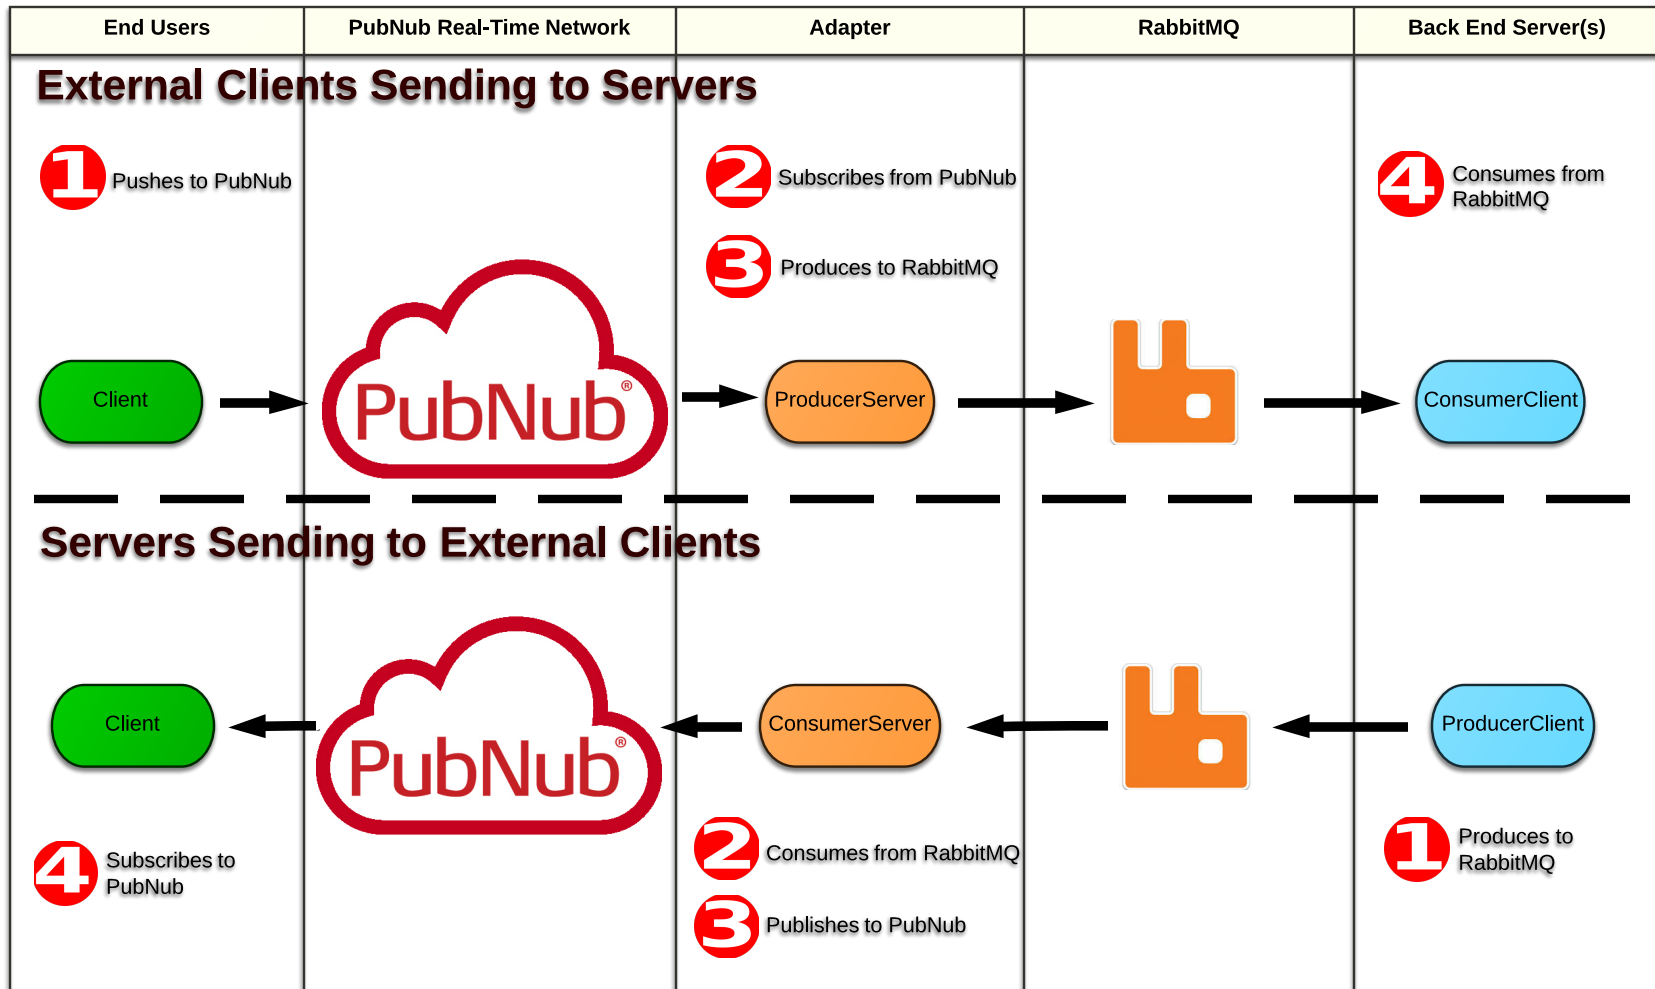 End Users
PubNub Real-Time Network
Adapter
RabbitMQ
Back End Server(s)
External Clients Sending to Servers
1
Pushes to PubNub
2
Subscribes from PubNub
3
Produces to RabbitMQ
4
Consumes from
RabbitMQ
Client
PubNub®
ProducerServer
ConsumerClient
Servers Sending to External Clients
Client
PubNub®
ConsumerServer
ProducerClient
4
Subscribes to
PubNub
2
Consumes from RabbitMQ
3
Publishes to PubNub
1
Produces to
RabbitMQ